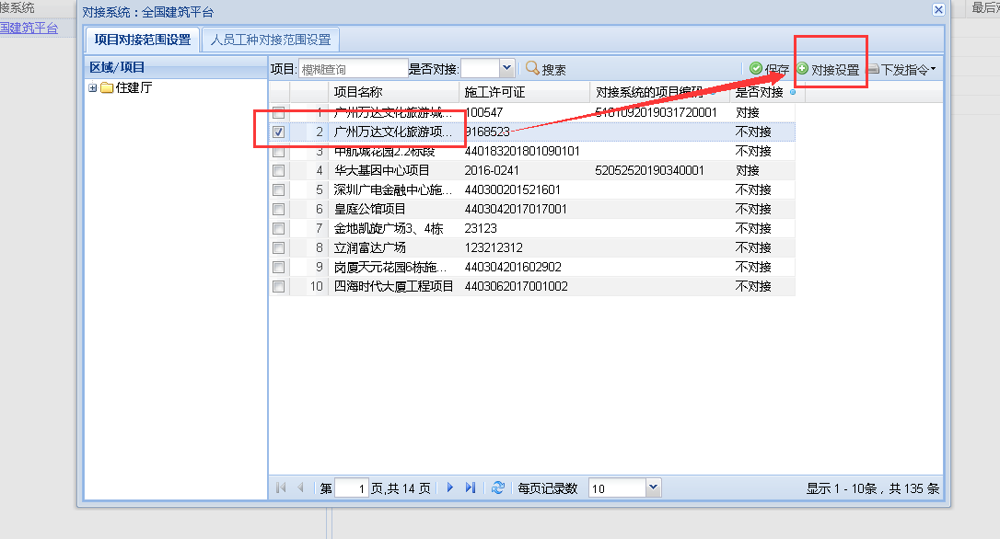 接系统
最后对
国建筑平台
对接系统：全国建筑平台
项目对接范围设置 人员工种对接范围设置
区域/项目
住建厅
项目: 模糊查询 是否对接: 搜索 保存 对接设置 下发指令
项目名称 施工许可证 对接系统的项目编码 是否对接
1 广州万达文化旅游城... 100547 5101092019031720001 对接
2 广州万达文化旅游项... 9168523 不对接
3 中航城花园2.2标段 440183201801090101 不对接
4 华大基因中心项目 2016-0241 52052520190340001 对接
5 深圳广电金融中心施... 440300201521601 不对接
6 皇庭公馆项目 4403042017017001 不对接
7 金地凯旋广场3、4栋 23123 不对接
8 立润富达广场 123212312 不对接
9 岗厦天元花园6栋施... 440304201602902 不对接
10 四海时代大厦工程项目 4403062017001002 不对接
第 1 页,共 14 页 每页记录数 10 显示 1 - 10条，共 135 条